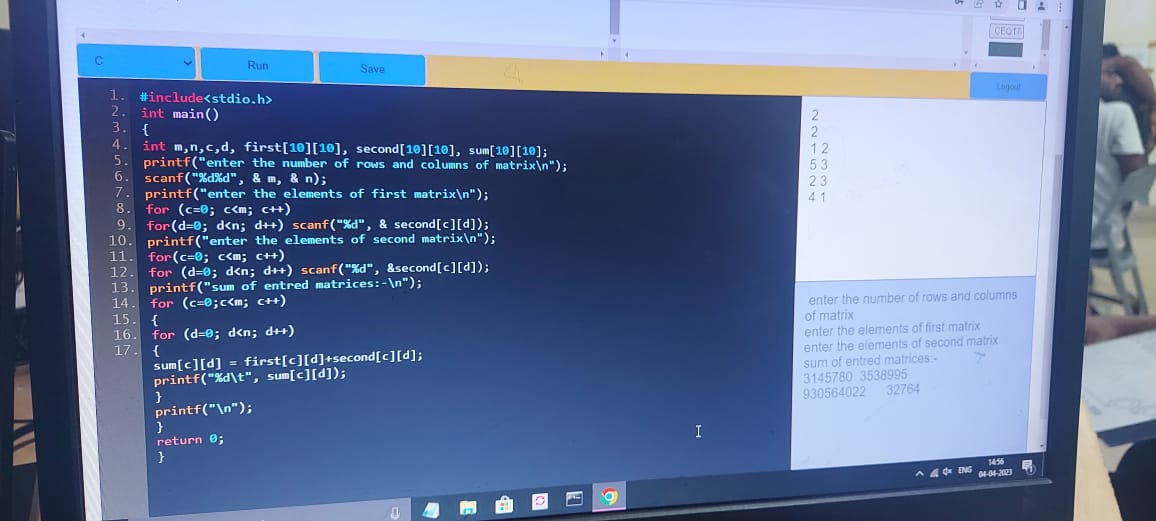 CEQ17
C
Run
Save
Logout
1. #include<stdio.h>
2. int main()
3. {
4. int m,n,c,d, first[10][10], second[10][10], sum[10][10];
5. printf("enter the number of rows and columns of matrix\n");
6. scanf("%d%d", & m, & n);
7. printf("enter the elements of first matrix\n");
8. for (c=0; c<m; c++)
9. for(d=0; d<n; d++) scanf("%d", & second[c][d]);
10. printf("enter the elements of second matrix\n");
11. for(c=0; c<m; c++)
12. for (d=0; d<n; d++) scanf("%d", &second[c][d]);
13. printf("sum of entred matrices:-\n");
14. for (c=0;c<m; c++)
15. {
16. for (d=0; d<n; d++)
17. {
sum[c][d] = first[c][d]+second[c][d];
printf("%d\t", sum[c][d]);
}
printf("\n");
}
return 0;
}
2
2
1 2
5 3
2 3
4 1
enter the number of rows and columns
of matrix
enter the elements of first matrix
enter the elements of second matrix
sum of entred matrices:-
3145780 3538995
930564022 32764
ENG
14:56
04-04-2023